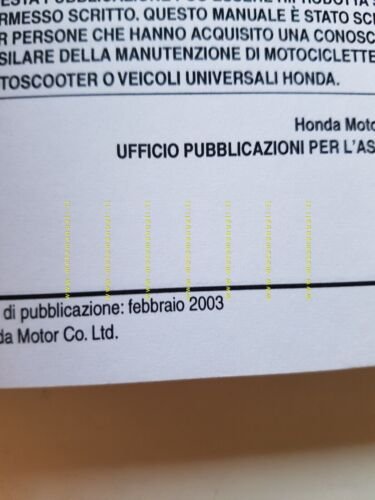 PUBBLICAZIONE
RMESSO SCRITTO. QUESTO MANUALE È STATO SC
R PERSONE CHE HANNO ACQUISITO UNA CONOSC
SILARE DELLA MANUTENZIONE DI MOTOCICLETTE
TOSCOOTER O VEICOLI UNIVERSALI HONDA.
Honda Moto
UFFICIO PUBBLICAZIONI PER L'AS
di pubblicazione: febbraio 2003
da Motor Co. Ltd.